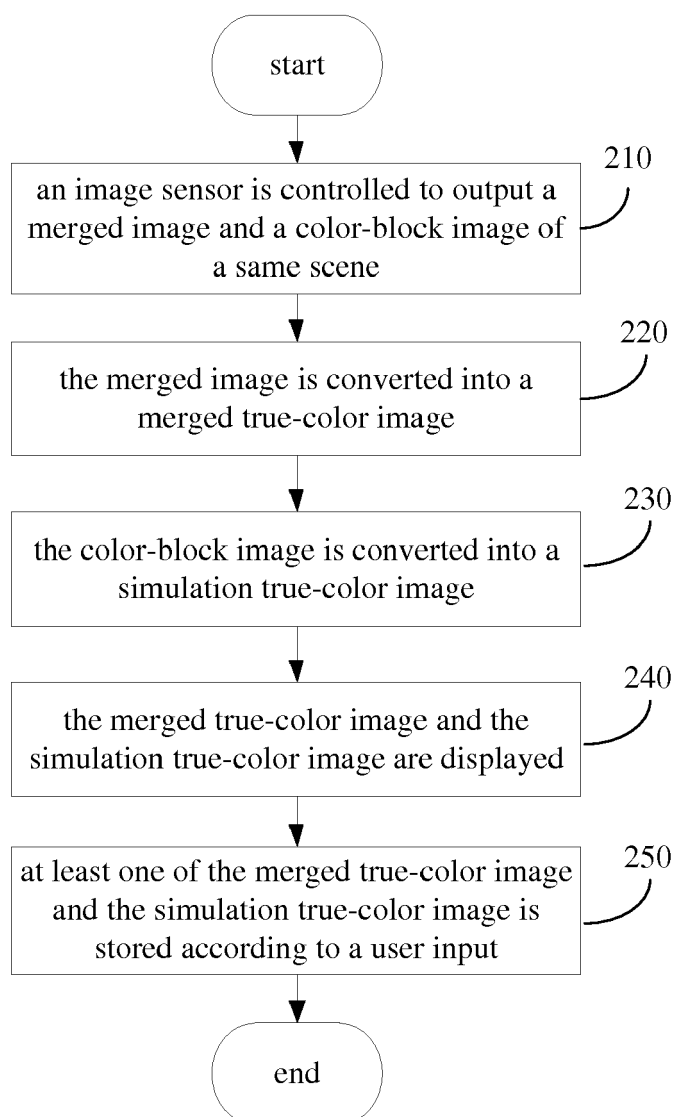 start
210
an image sensor is controlled to output a
merged image and a color-block image of
a same scene
220
the merged image is converted into a
merged true-color image
230
the color-block image is converted into a
simulation true-color image
240
the merged true-color image and the
simulation true-color image are displayed
250
at least one of the merged true-color image
and the simulation true-color image is
stored according to a user input
end